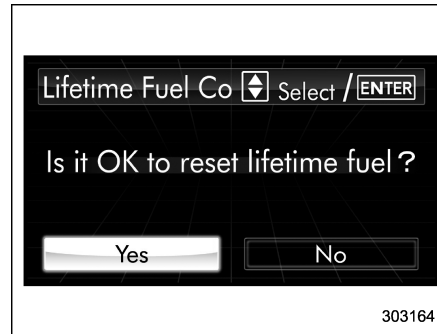 Lifetime Fuel Co Select / ENTER
Is it OK to reset lifetime fuel ?
Yes No
303164